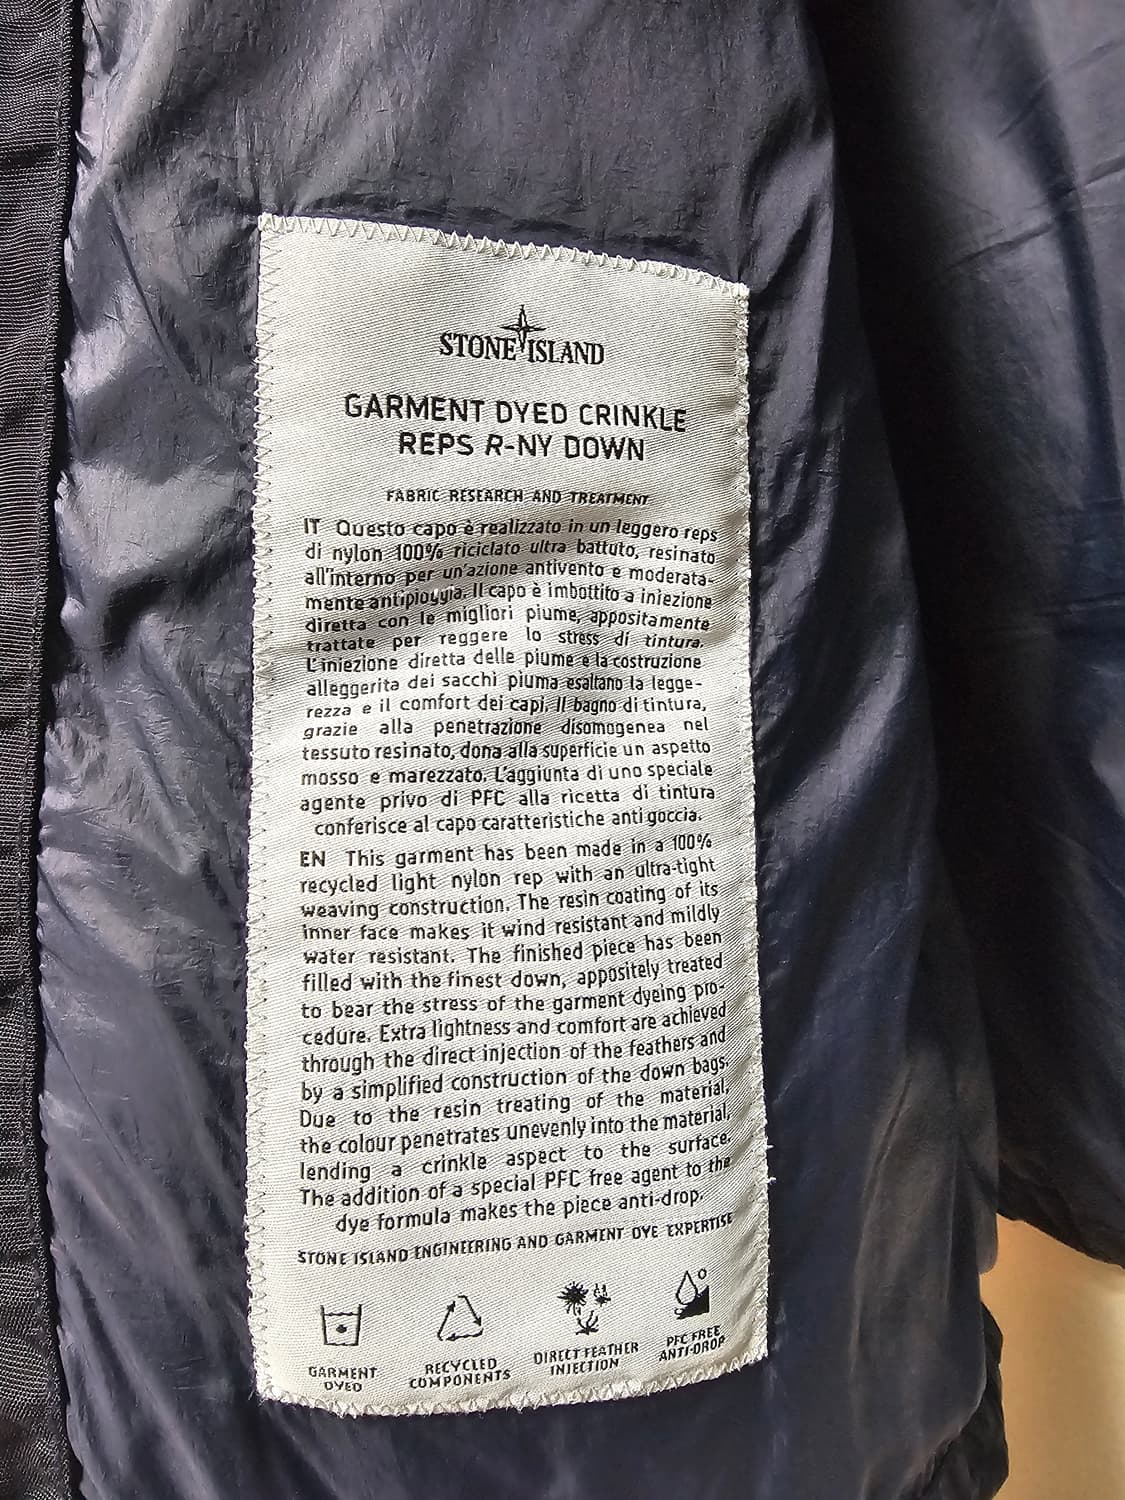 STONE ISLAND
GARMENT DYED CRINKLE
REPS R-NY DOWN
FABRIC RESEARCH AND TREATMENT
IT Questo capo è realizzato in un leggero reps
di nylon 100% riciclato ultra battuto, resinato
all'interno per un'azione antivento e moderata-
mente antipioggia. Il capo è imbottito a iniezione
diretta con le migliori piume, appositamente
trattate per reggere lo stress di tintura.
L'iniezione diretta delle piume e la costruzione
alleggerita dei sacchi piuma esaltano la legge-
rezza e il comfort dei capi. Il bagno di tintura,
grazie alla penetrazione disomogenea nel
tessuto resinato, dona alla superficie un aspetto
mosso e marezzato. L'aggiunta di uno speciale
agente privo di PFC alla ricetta di tintura
conferisce al capo caratteristiche anti goccia.
EN This garment has been made in a 100%
recycled light nylon rep with an ultra-tight
weaving construction. The resin coating of its
inner face makes it wind resistant and mildly
water resistant. The finished piece has been
filled with the finest down, appositely treated
to bear the stress of the garment dyeing pro-
cedure. Extra lightness and comfort are achieved
through the direct injection of the feathers and
by a simplified construction of the down bags.
Due to the resin treating of the material,
the colour penetrates unevenly into the material,
lending a crinkle aspect to the surface.
The addition of a special PFC free agent to the
dye formula makes the piece anti-drop.
STONE ISLAND ENGINEERING AND GARMENT DYE EXPERTISE
GARMENT
DYED
RECYCLED
COMPONENTS
DIRECT FEATHER
INJECTION
PFC FREE
ANTI-DROP